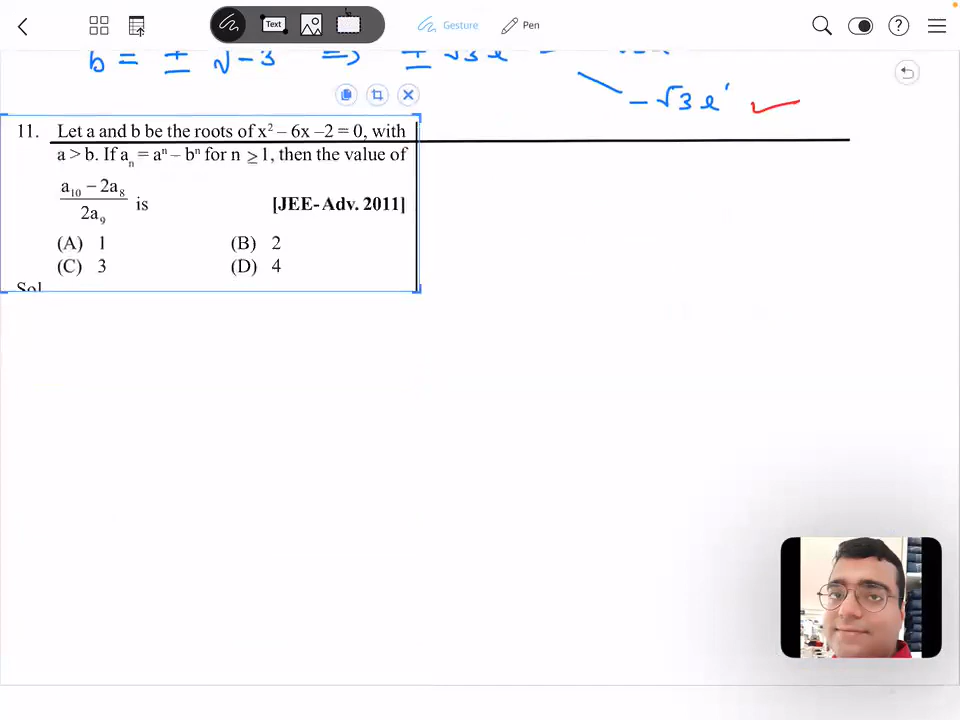 Text
Gesture
Pen
b = ± √-3 ⇒ ± √3 i
- √3 i
11. Let a and b be the roots of x² – 6x –2 = 0, with
a > b. If aₙ = aⁿ – bⁿ for n ≥ 1, then the value of
a₁₀ – 2a₈
is
2a₉
[JEE-Adv. 2011]
(A) 1 (B) 2
(C) 3 (D) 4
Sol